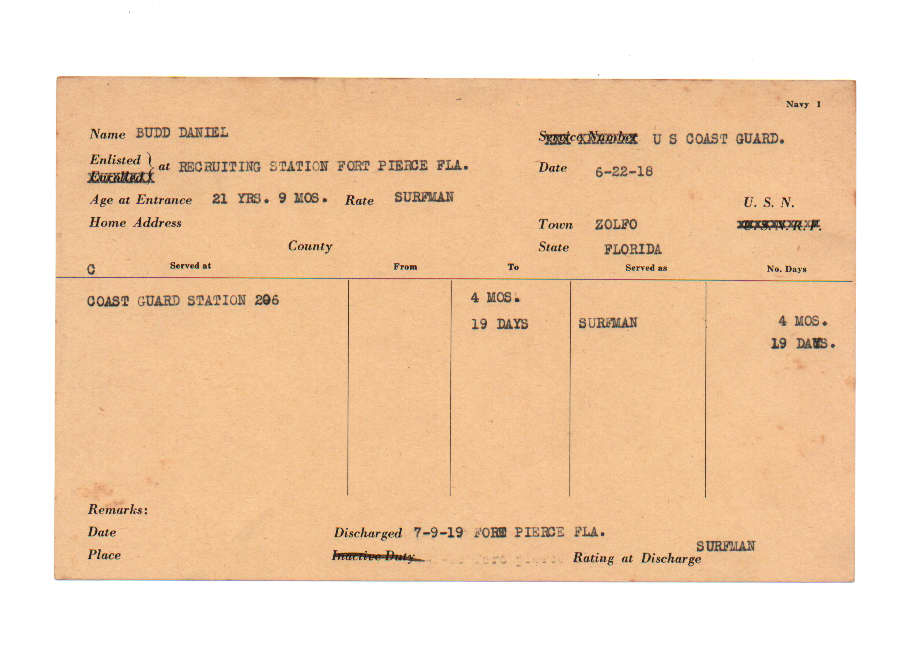 Navy 1
Name BUDD DANIEL Service Number U S COAST GUARD.
Enlisted } at RECRUITING STATION FORT PIERCE FLA. Date 6-22-18
Enrolled
Age at Entrance 21 YRS. 9 MOS. Rate SURFMAN U. S. N.
Home Address Town ZOLFO U.S.N.R.F.
County State FLORIDA
C Served at From To Served as No. Days
COAST GUARD STATION 206 4 MOS.
19 DAYS SURFMAN 4 MOS.
19 DAYS.
Remarks:
Date Discharged 7-9-19 FORT PIERCE FLA.
Place Inactive Duty Rating at Discharge SURFMAN